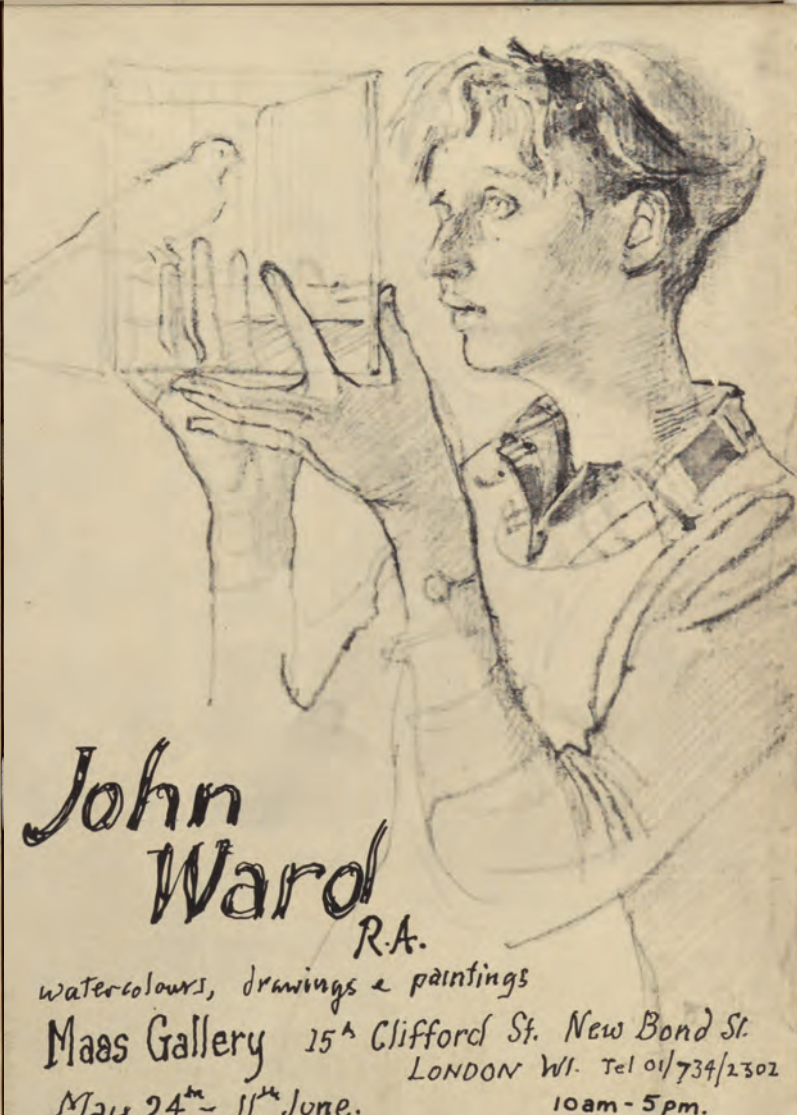 John
Ward
R.A.
watercolours, drawings e paintings
Maas Gallery 15ᴬ Clifford St. New Bond St.
LONDON W1. Tel 01/734/2302
May 24ᵗʰ - 11ᵗʰ June.
10am - 5pm.